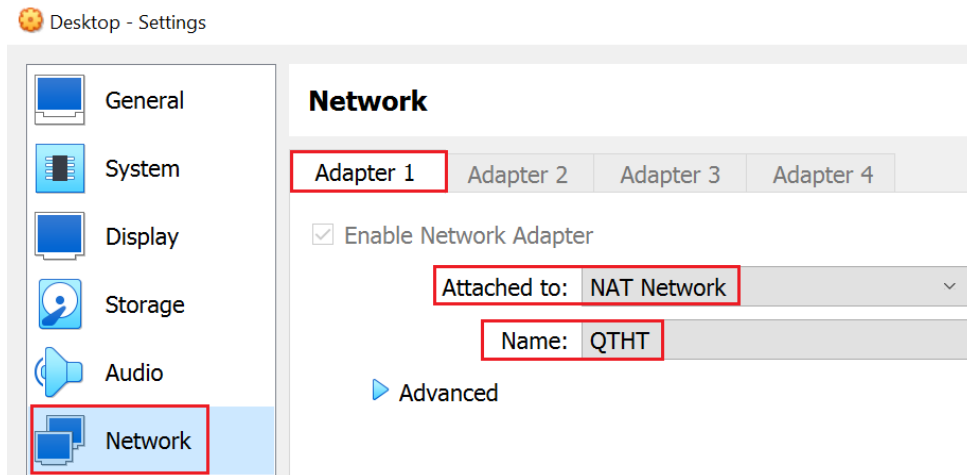 Desktop - Settings
General
System
Display
Storage
Audio
Network
Network
Adapter 1 Adapter 2 Adapter 3 Adapter 4
Enable Network Adapter
Attached to: NAT Network
Name: QTHT
Advanced